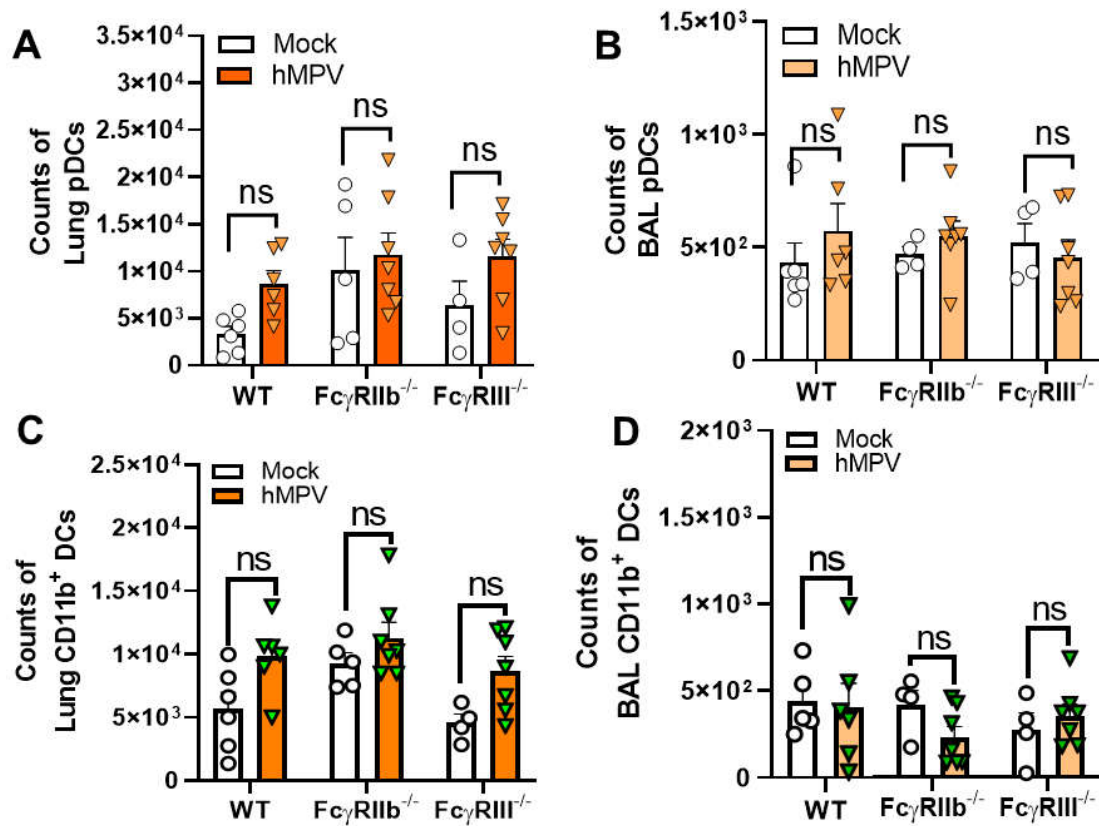 A
Counts of
Lung pDCs
3.5×10⁴
3×10⁴
2.5×10⁴
2×10⁴
1.5×10⁴
1×10⁴
5×10³
0
Mock
hMPV
ns
ns
ns
WT
FcγRIIb⁻/⁻
FcγRIII⁻/⁻
B
Counts of
BAL pDCs
1.5×10³
1×10³
5×10²
0
Mock
hMPV
ns
ns
ns
WT
FcγRIIb⁻/⁻
FcγRIII⁻/⁻
C
Counts of
Lung CD11b⁺ DCs
2.5×10⁴
2×10⁴
1.5×10⁴
1×10⁴
5×10³
0
Mock
hMPV
ns
ns
ns
WT
FcγRIIb⁻/⁻
FcγRIII⁻/⁻
D
Counts of
BAL CD11b⁺ DCs
2×10³
1.5×10³
1×10³
5×10²
0
Mock
hMPV
ns
ns
ns
WT
FcγRIIb⁻/⁻
FcγRIII⁻/⁻